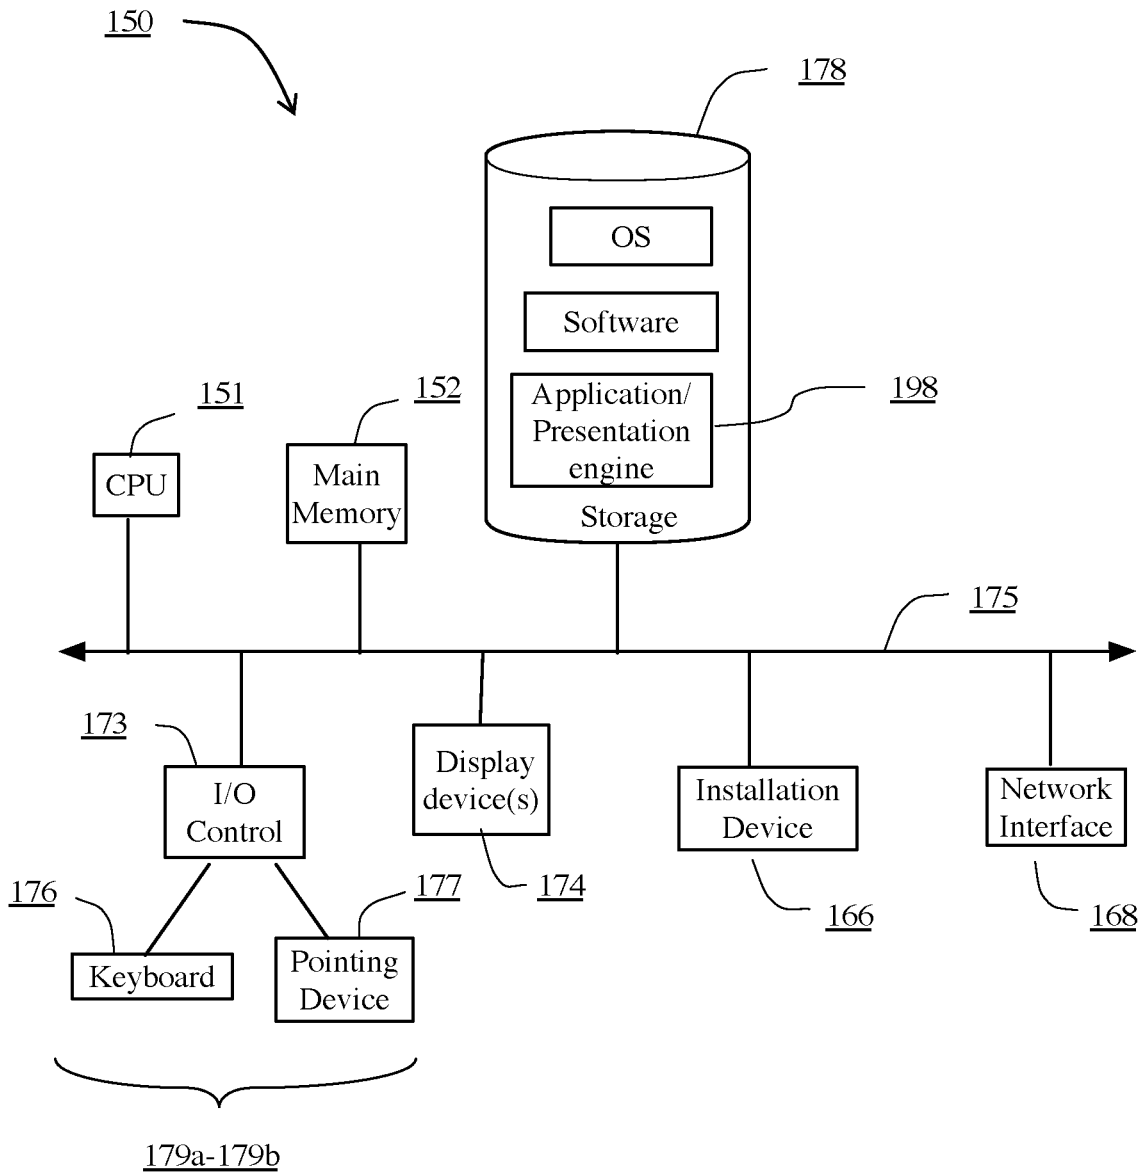 150
178
OS
Software
Application/
Presentation
engine
198
Storage
151
CPU
152
Main
Memory
175
173
I/O
Control
Display
device(s)
174
Installation
Device
166
Network
Interface
168
176
Keyboard
177
Pointing
Device
179a-179b